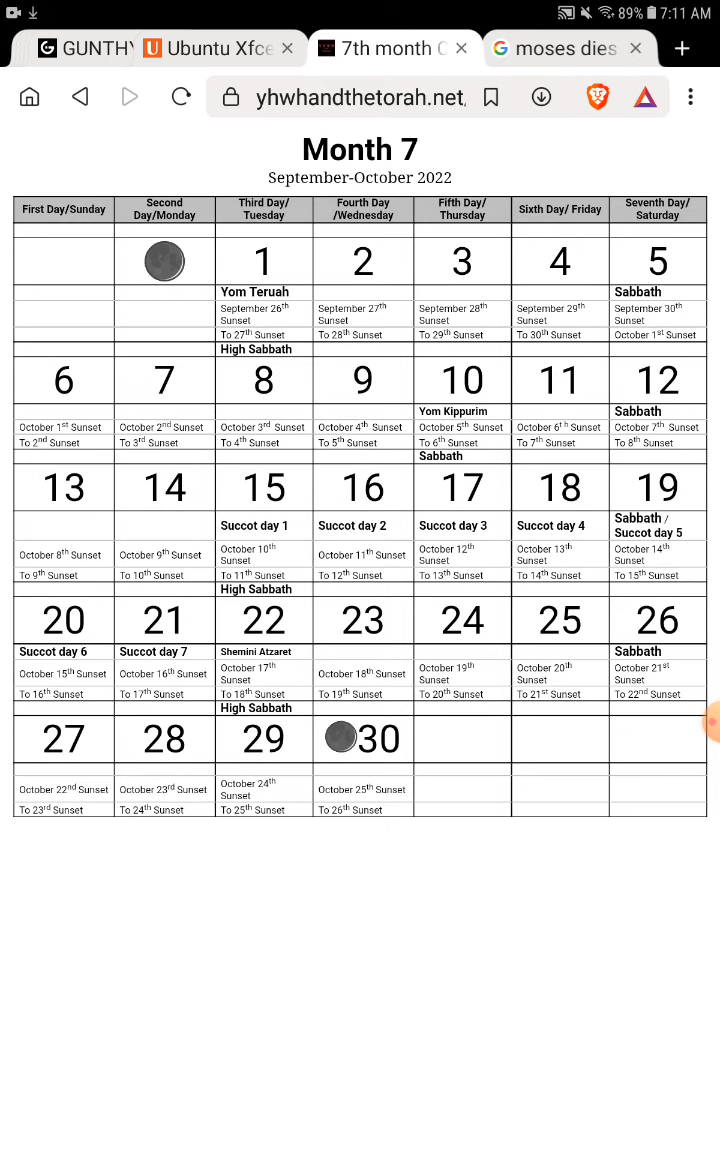 89% 7:11 AM
GUNTHY Ubuntu Xfce × 7th month C × moses dies × +
yhwhandthetorah.net,
Month 7
September-October 2022
First Day/Sunday Second Day/Monday Third Day/ Tuesday Fourth Day /Wednesday Fifth Day/ Thursday Sixth Day/ Friday Seventh Day/ Saturday
1 2 3 4 5
Yom Teruah Sabbath
September 26th Sunset September 27th Sunset September 28th Sunset September 29th Sunset September 30th Sunset
To 27th Sunset To 28th Sunset To 29th Sunset To 30th Sunset October 1st Sunset
High Sabbath
6 7 8 9 10 11 12
Yom Kippurim Sabbath
October 1st Sunset October 2nd Sunset October 3rd Sunset October 4th Sunset October 5th Sunset October 6th Sunset October 7th Sunset
To 2nd Sunset To 3rd Sunset To 4th Sunset To 5th Sunset To 6th Sunset To 7th Sunset To 8th Sunset
Sabbath
13 14 15 16 17 18 19
Succot day 1 Succot day 2 Succot day 3 Succot day 4 Sabbath / Succot day 5
October 8th Sunset October 9th Sunset October 10th Sunset October 11th Sunset October 12th Sunset October 13th Sunset October 14th Sunset
To 9th Sunset To 10th Sunset To 11th Sunset To 12th Sunset To 13th Sunset To 14th Sunset To 15th Sunset
High Sabbath
20 21 22 23 24 25 26
Succot day 6 Succot day 7 Shemini Atzaret Sabbath
October 15th Sunset October 16th Sunset October 17th Sunset October 18th Sunset October 19th Sunset October 20th Sunset October 21st Sunset
To 16th Sunset To 17th Sunset To 18th Sunset To 19th Sunset To 20th Sunset To 21st Sunset To 22nd Sunset
High Sabbath
27 28 29 30
October 22nd Sunset October 23rd Sunset October 24th Sunset October 25th Sunset
To 23rd Sunset To 24th Sunset To 25th Sunset To 26th Sunset